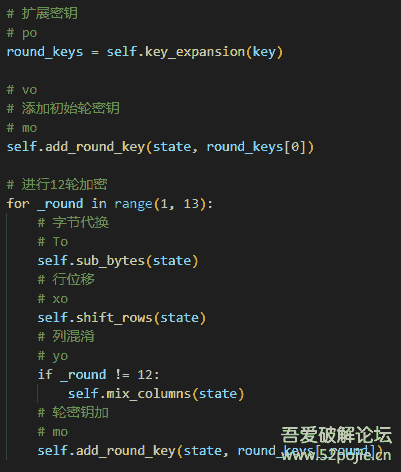 # 扩展密钥
# po
round_keys = self.key_expansion(key)
# vo
# 添加初始轮密钥
# mo
self.add_round_key(state, round_keys[0])
# 进行12轮加密
for _round in range(1, 13):
# 字节代换
# To
self.sub_bytes(state)
# 行位移
# xo
self.shift_rows(state)
# 列混淆
# yo
if _round != 12:
self.mix_columns(state)
# 轮密钥加
# mo
self.add_round_key(state, round_keys[_round])
吾爱破解论坛
www.52pojie.cn